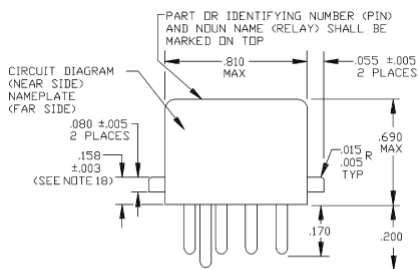 PART OR IDENTIFYING NUMBER (PIN)
AND NOUN NAME (RELAY) SHALL BE
MARKED ON TOP
.810
MAX
.055 ±.005
2 PLACES
CIRCUIT DIAGRAM
(NEAR SIDE)
NAMEPLATE
(FAR SIDE)
.080 ±.005
2 PLACES
.158
±.003
(SEE NOTE 18)
.690
MAX
.015 R
.005
TYP
.170
.200